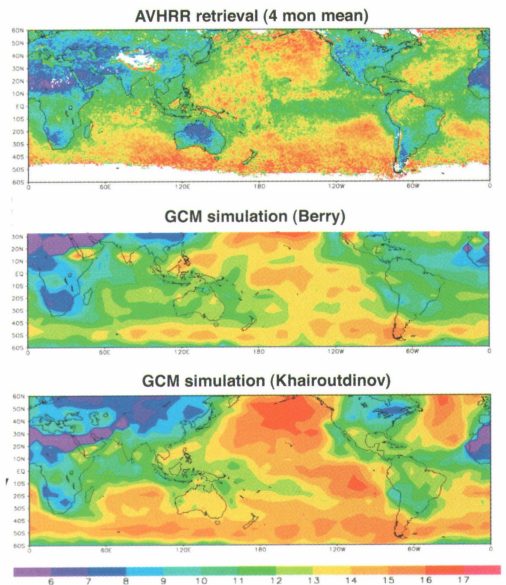 AVHRR retrieval (4 mon mean)
60N
50N
40N
30N
20N
10N
EQ
10S
20S
30S
40S
50S
60S
0 60E 120E 180 120W 60W 0
GCM simulation (Berry)
30N
20N
10N
EQ
10S
20S
30S
40S
50S
60S
0 60E 120E 180 120W 60W 0
GCM simulation (Khairoutdinov)
60N
50N
40N
30N
20N
10N
EQ
10S
20S
30S
40S
50S
60S
0 60E 120E 180 120W 60W 0
6 7 8 9 10 11 12 13 14 15 16 17